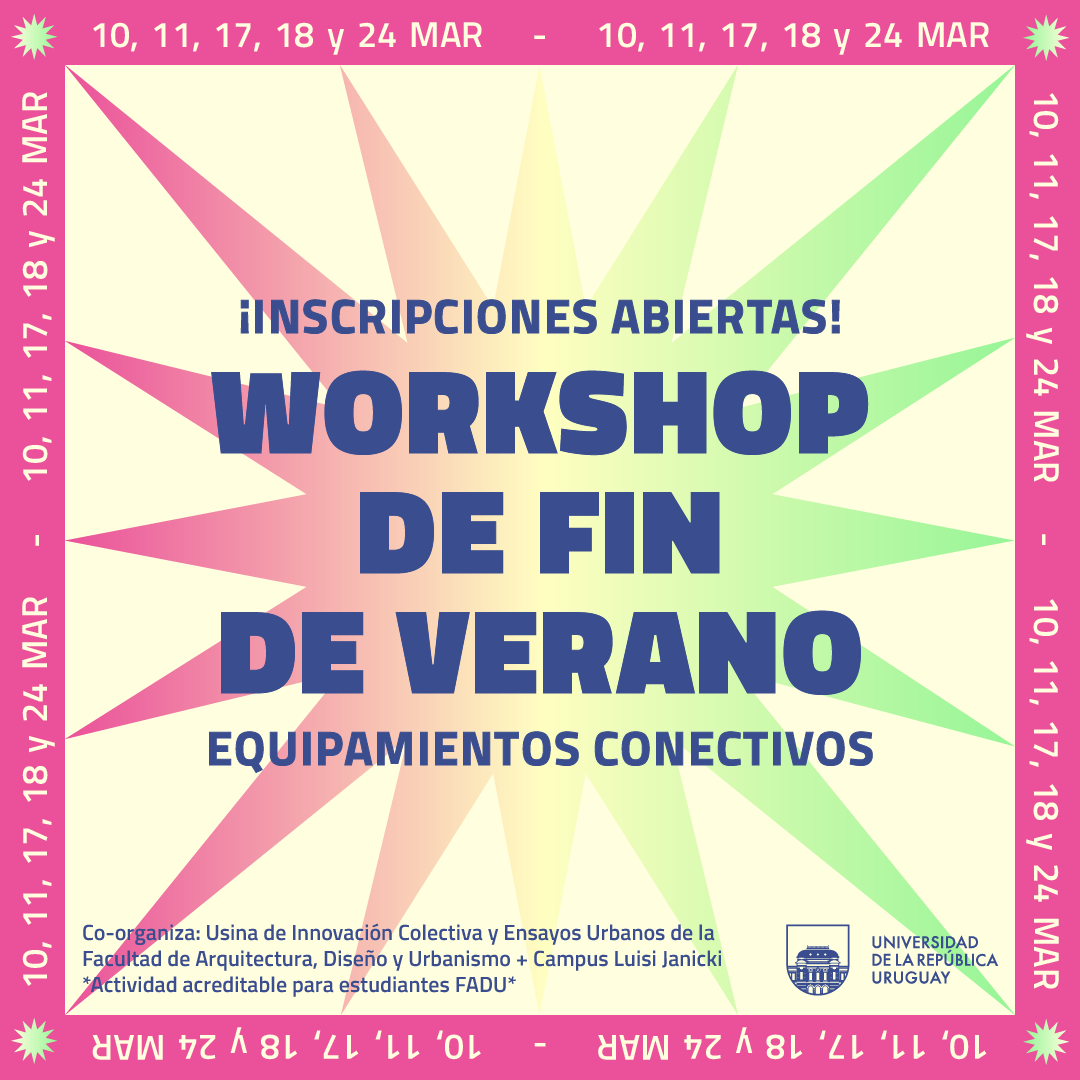 10, 11, 17, 18 y 24 MAR - 10, 11, 17, 18 y 24 MAR
10, 11, 17, 18 y 24 MAR - 10, 11, 17, 18 y 24 MAR
10, 11, 17, 18 y 24 MAR - 10, 11, 17, 18 y 24 MAR
¡INSCRIPCIONES ABIERTAS!
WORKSHOP
DE FIN
DE VERANO
EQUIPAMIENTOS CONECTIVOS
Co-organiza: Usina de Innovación Colectiva y Ensayos Urbanos de la
Facultad de Arquitectura, Diseño y Urbanismo + Campus Luisi Janicki
*Actividad acreditable para estudiantes FADU*
UNIVERSIDAD
DE LA REPÚBLICA
URUGUAY
10, 11, 17, 18 y 24 MAR - 10, 11, 17, 18 y 24 MAR